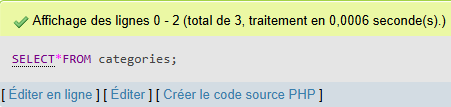 Affichage des lignes 0 - 2 (total de 3, traitement en 0,0006 seconde(s).)
SELECT*FROM categories;
[ Éditer en ligne ] [ Éditer ] [ Créer le code source PHP ]